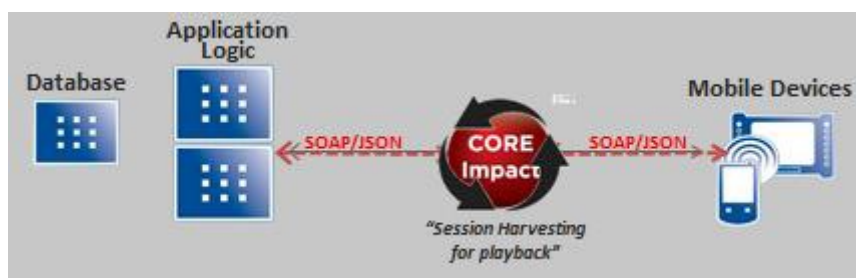 Application
Logic
Database
Mobile Devices
SOAP/JSON
CORE
Impact
SOAP/JSON
"Session Harvesting
for playback"